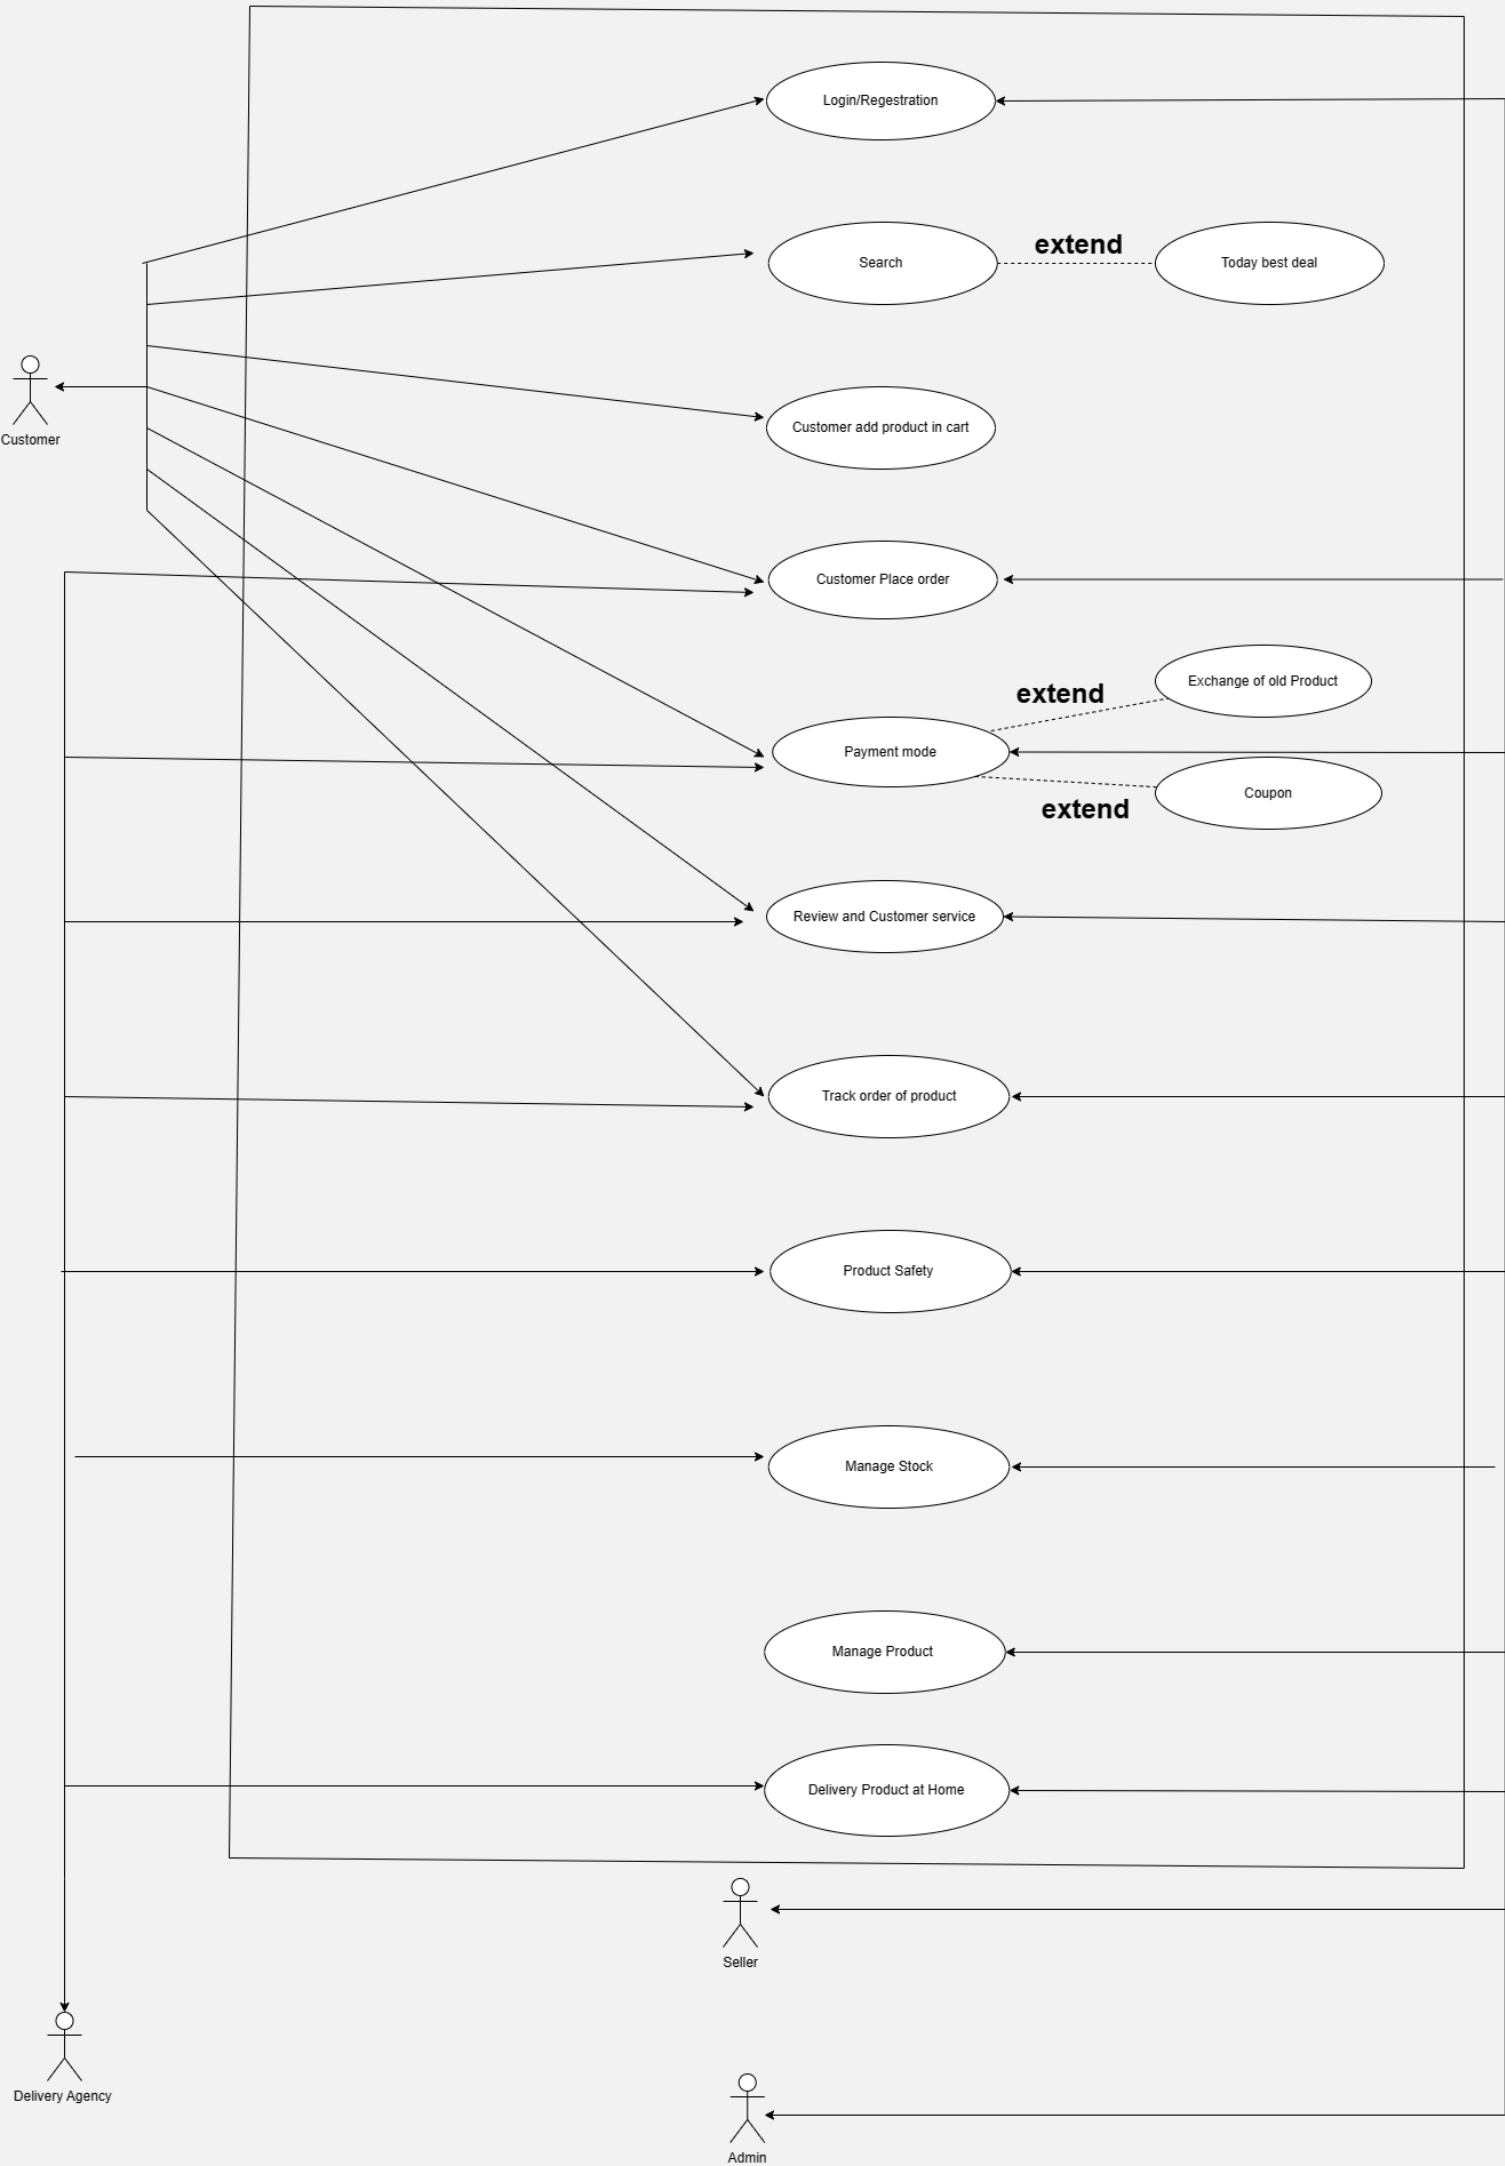 Login/Regestration
Search
extend
Today best deal
Customer
Customer add product in cart
Customer Place order
extend
Exchange of old Product
Payment mode
extend
Coupon
Review and Customer service
Track order of product
Product Safety
Manage Stock
Manage Product
Delivery Product at Home
Seller
Delivery Agency
Admin